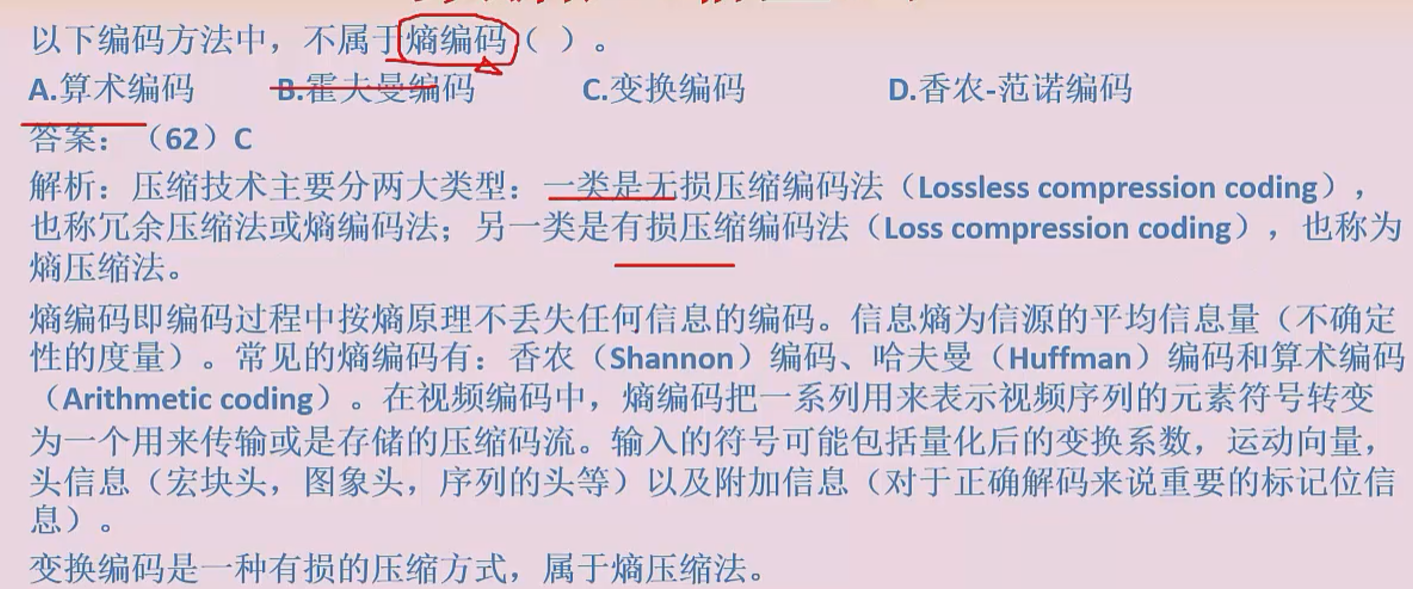 以下编码方法中，不属于熵编码（ ）。
A.算术编码 B.霍夫曼编码 C.变换编码 D.香农-范诺编码
答案：（62）C
解析：压缩技术主要分两大类型：一类是无损压缩编码法（Lossless compression coding），
也称冗余压缩法或熵编码法；另一类是有损压缩编码法（Loss compression coding），也称为
熵压缩法。
熵编码即编码过程中按熵原理不丢失任何信息的编码。信息熵为信源的平均信息量（不确定
性的度量）。常见的熵编码有：香农（Shannon）编码、哈夫曼（Huffman）编码和算术编码
（Arithmetic coding）。在视频编码中，熵编码把一系列用来表示视频序列的元素符号转变
为一个用来传输或是存储的压缩码流。输入的符号可能包括量化后的变换系数，运动向量，
头信息（宏块头，图象头，序列的头等）以及附加信息（对于正确解码来说重要的标记位信
息）。
变换编码是一种有损的压缩方式，属于熵压缩法。